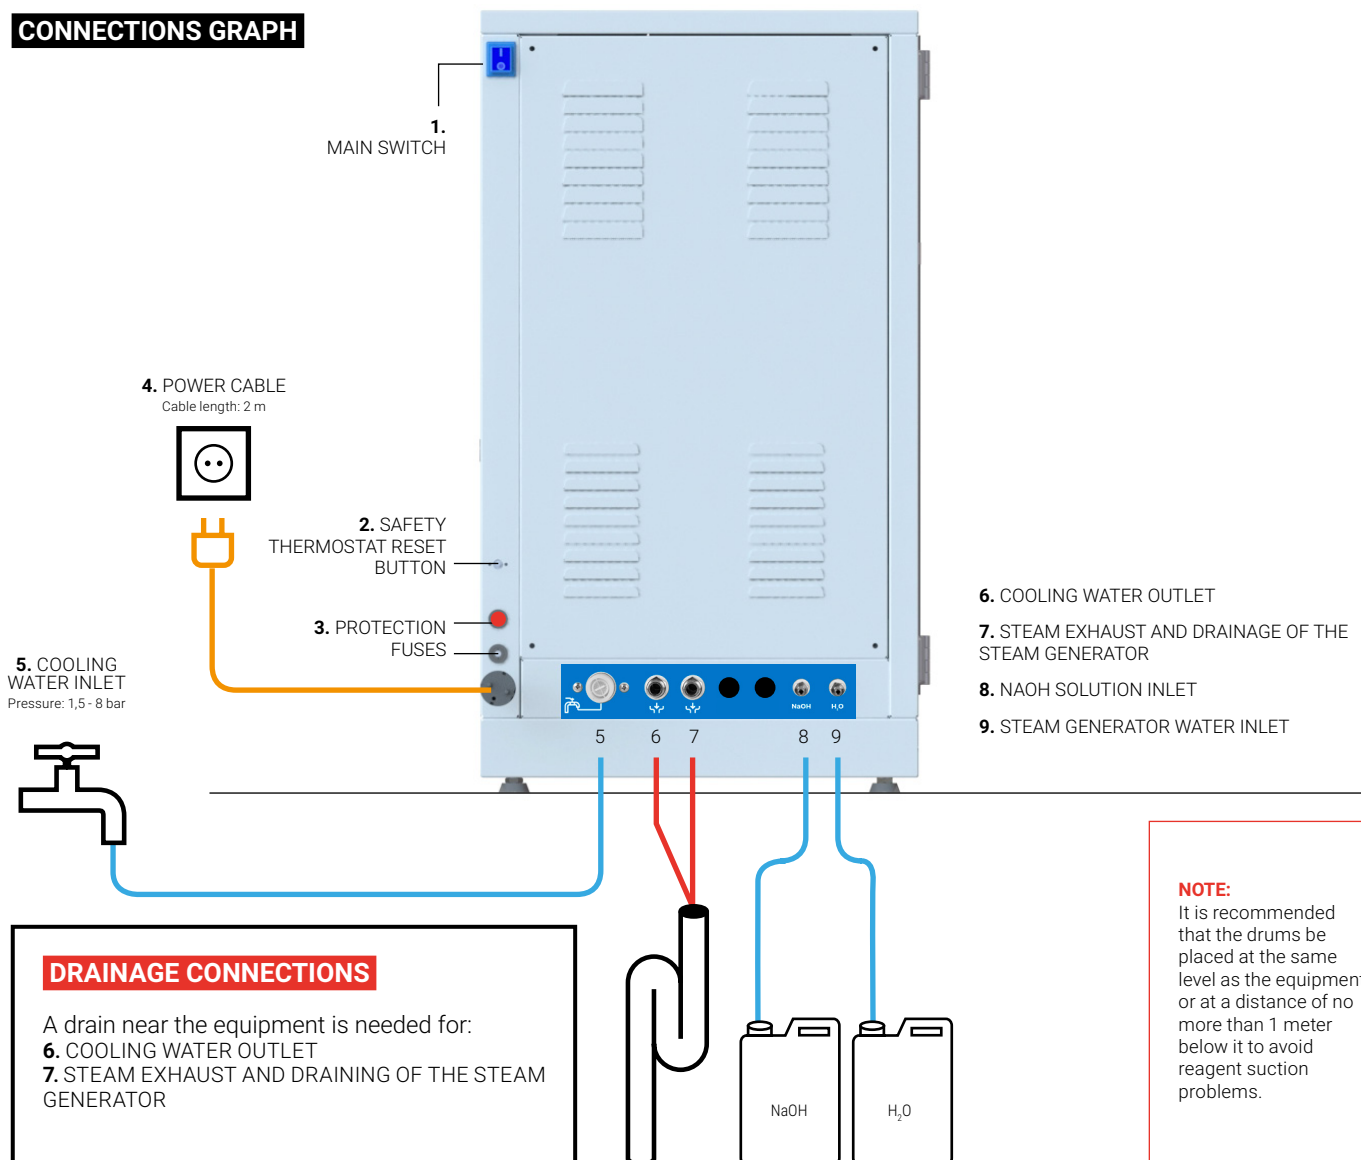 CONNECTIONS GRAPH
1.
MAIN SWITCH
4. POWER CABLE
Cable length: 2 m
2. SAFETY
THERMOSTAT RESET
BUTTON
3. PROTECTION
FUSES
5. COOLING
WATER INLET
Pressure: 1,5 - 8 bar
NaOH
H₂O
5 6 7 8 9
6. COOLING WATER OUTLET
7. STEAM EXHAUST AND DRAINAGE OF THE
STEAM GENERATOR
8. NAOH SOLUTION INLET
9. STEAM GENERATOR WATER INLET
DRAINAGE CONNECTIONS
A drain near the equipment is needed for:
6. COOLING WATER OUTLET
7. STEAM EXHAUST AND DRAINING OF THE STEAM
GENERATOR
NaOH
H₂O
NOTE:
It is recommended
that the drums be
placed at the same
level as the equipment
or at a distance of no
more than 1 meter
below it to avoid
reagent suction
problems.